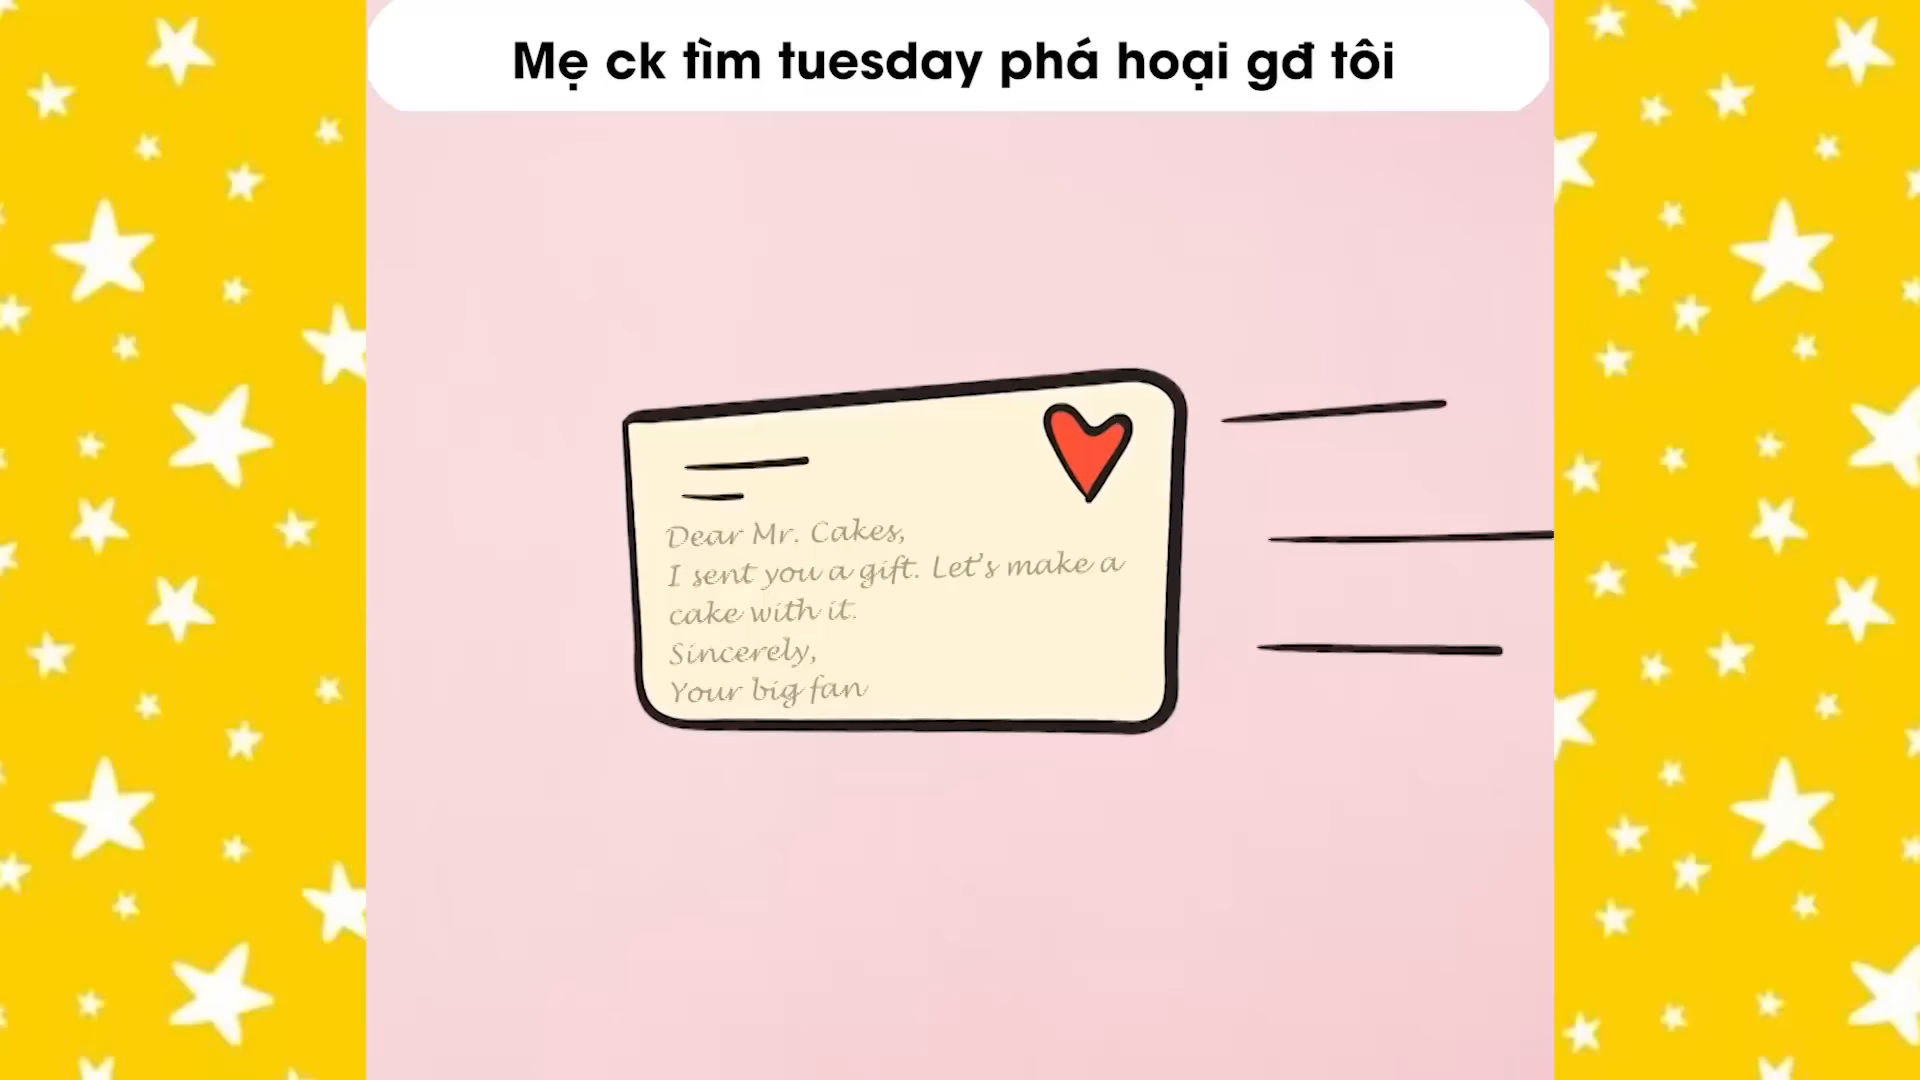 Mẹ ck tìm tuesday phá hoại gđ tôi
Dear Mr. Cakes,
I sent you a gift. Let's make a
cake with it.
Sincerely,
Your big fan